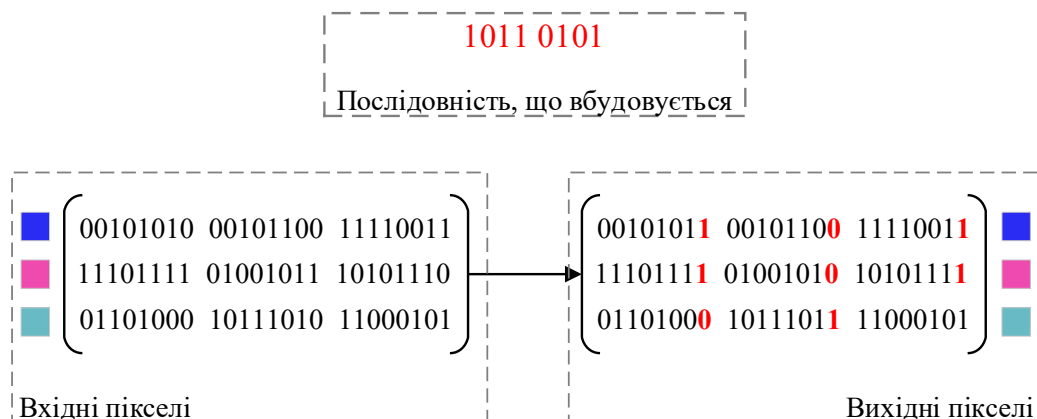 1011 0101
Послідовність, що вбудовується
00101010 00101100 11110011
11101111 01001011 10101110
01101000 10111010 11000101
Вхідні пікселі
00101011 00101100 11110011
11101111 01001010 10101111
01101000 10111011 11000101
Вихідні пікселі